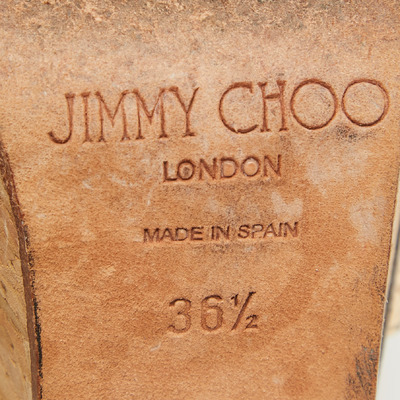 JIMMY CHOO
LONDON
MADE IN SPAIN
36½